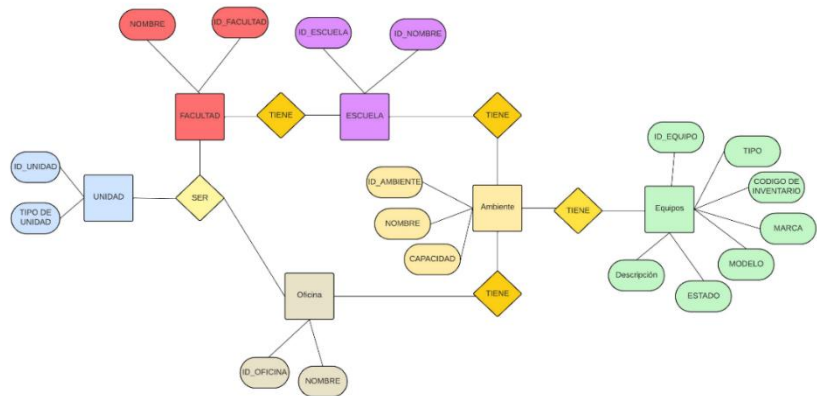 NOMBRE
ID_FACULTAD
ID_ESCUELA
ID_NOMBRE
FACULTAD
TIENE
ESCUELA
TIENE
ID_UNIDAD
TIPO DE
UNIDAD
UNIDAD
SER
ID_AMBIENTE
NOMBRE
CAPACIDAD
Ambiente
TIENE
ID_EQUIPO
TIPO
CODIGO DE
INVENTARIO
MARCA
MODELO
ESTADO
Descripción
Equipos
Oficina
TIENE
ID_OFICINA
NOMBRE